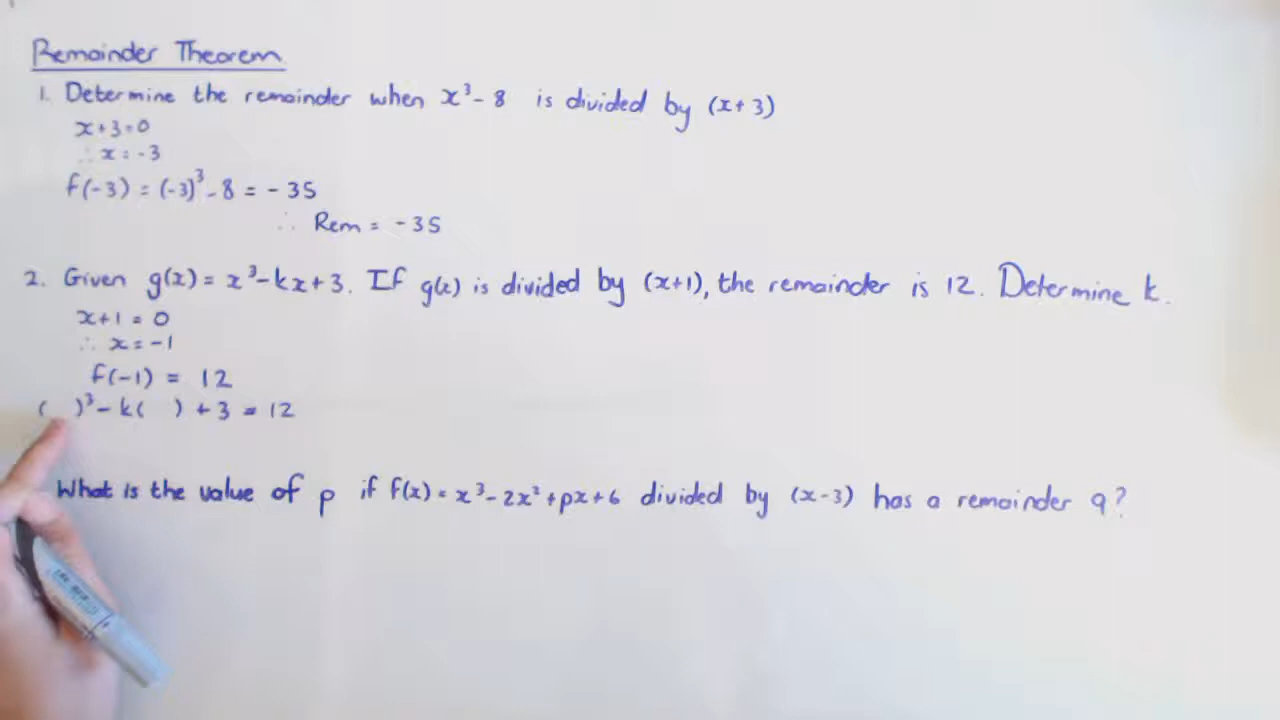 Remainder Theorem
1. Determine the remainder when x³ - 8 is divided by (x + 3)
x + 3 = 0
∴ x = -3
f(-3) = (-3)³ - 8 = -35
∴ Rem = -35
2. Given g(x) = x³ - kx + 3. If g(x) is divided by (x+1), the remainder is 12. Determine k.
x + 1 = 0
∴ x = -1
f(-1) = 12
( )³ - k( ) + 3 = 12
What is the value of p if f(x) = x³ - 2x² + px + 6 divided by (x-3) has a remainder 9?